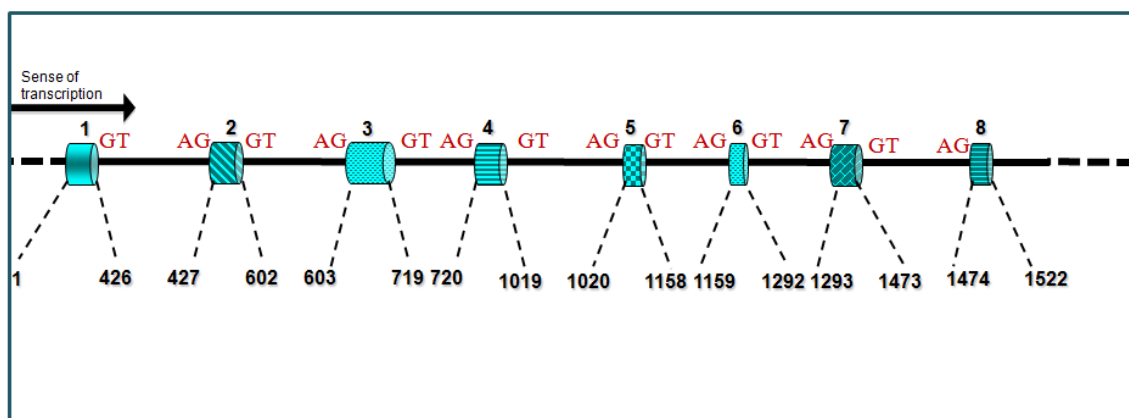 Sense of
transcription
1 2 3 4 5 6 7 8
GT AG GT AG GT AG GT AG GT AG GT AG GT AG
1 426 427 602 603 719 720 1019 1020 1158 1159 1292 1293 1473 1474 1522